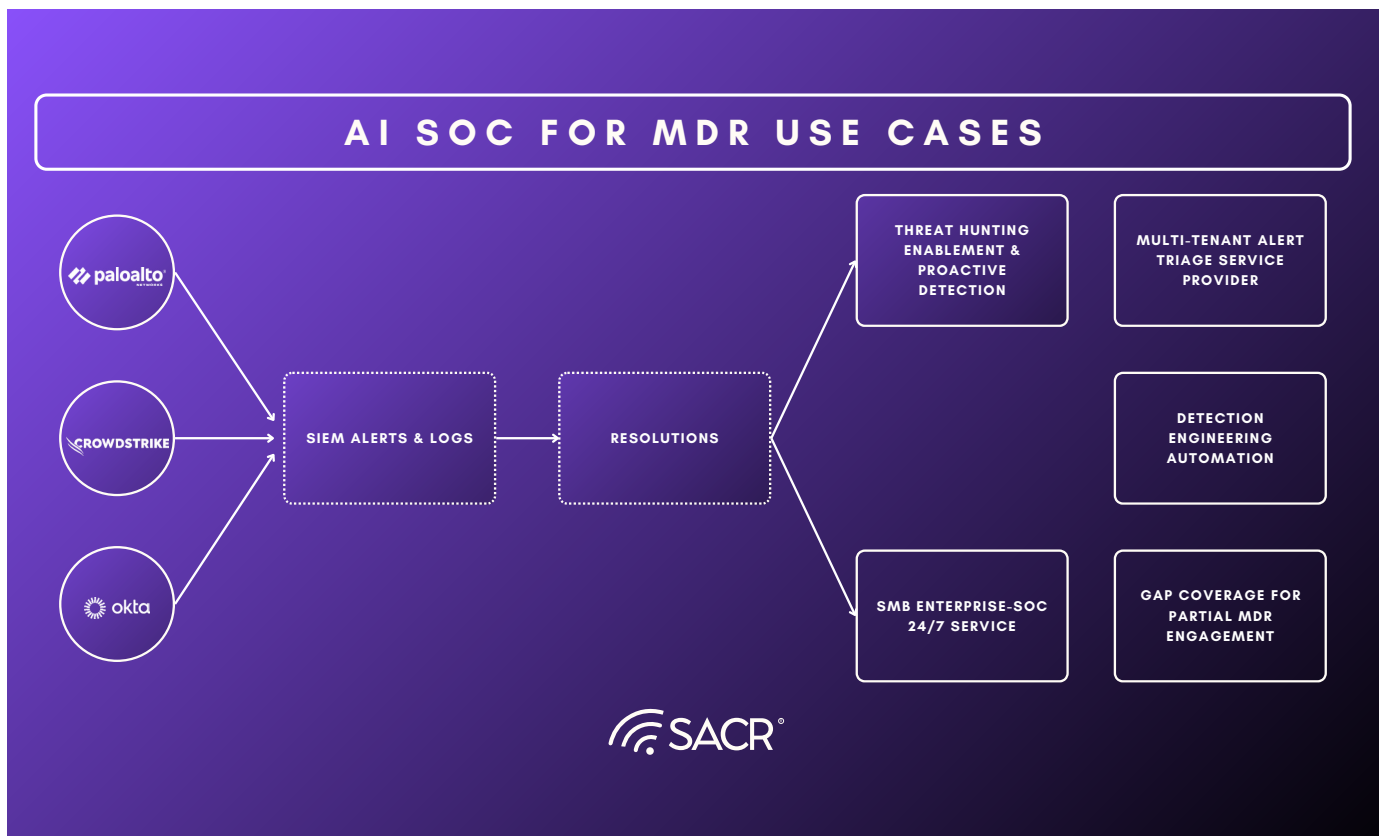 AI SOC FOR MDR USE CASES
paloalto®
NETWORKS
CROWDSTRIKE
okta
SIEM ALERTS & LOGS
RESOLUTIONS
THREAT HUNTING
ENABLEMENT &
PROACTIVE
DETECTION
MULTI-TENANT ALERT
TRIAGE SERVICE
PROVIDER
DETECTION
ENGINEERING
AUTOMATION
SMB ENTERPRISE-SOC
24/7 SERVICE
GAP COVERAGE FOR
PARTIAL MDR
ENGAGEMENT
SACR®